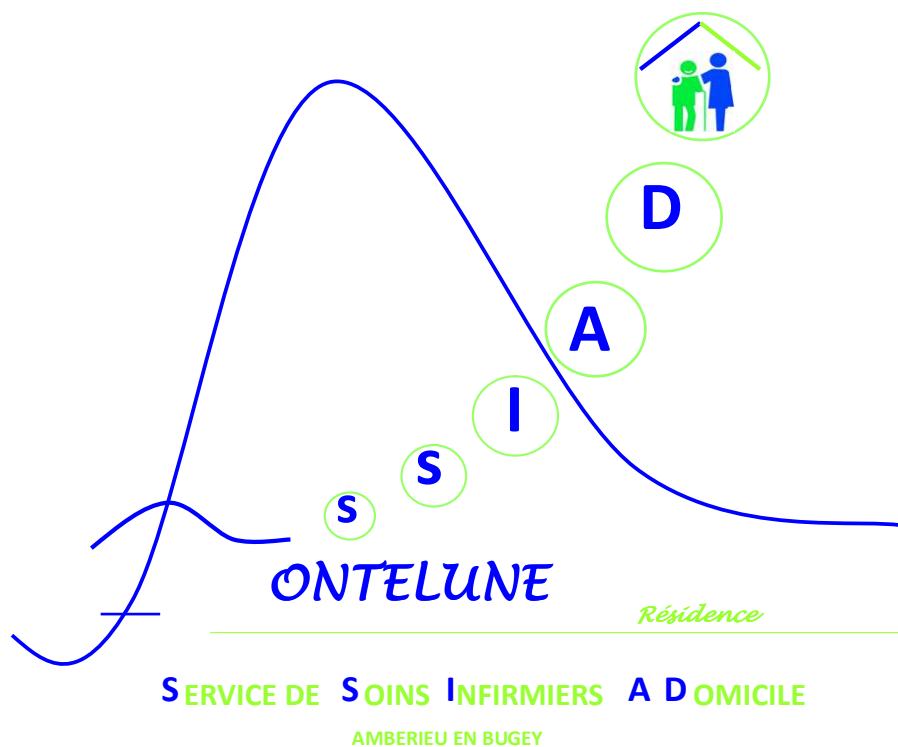 D
A
I
S
S
ONTELUNE
Résidence
SERVICE DE SOINS INFIRMIERS A DOMICILE
AMBERIEU EN BUGEY